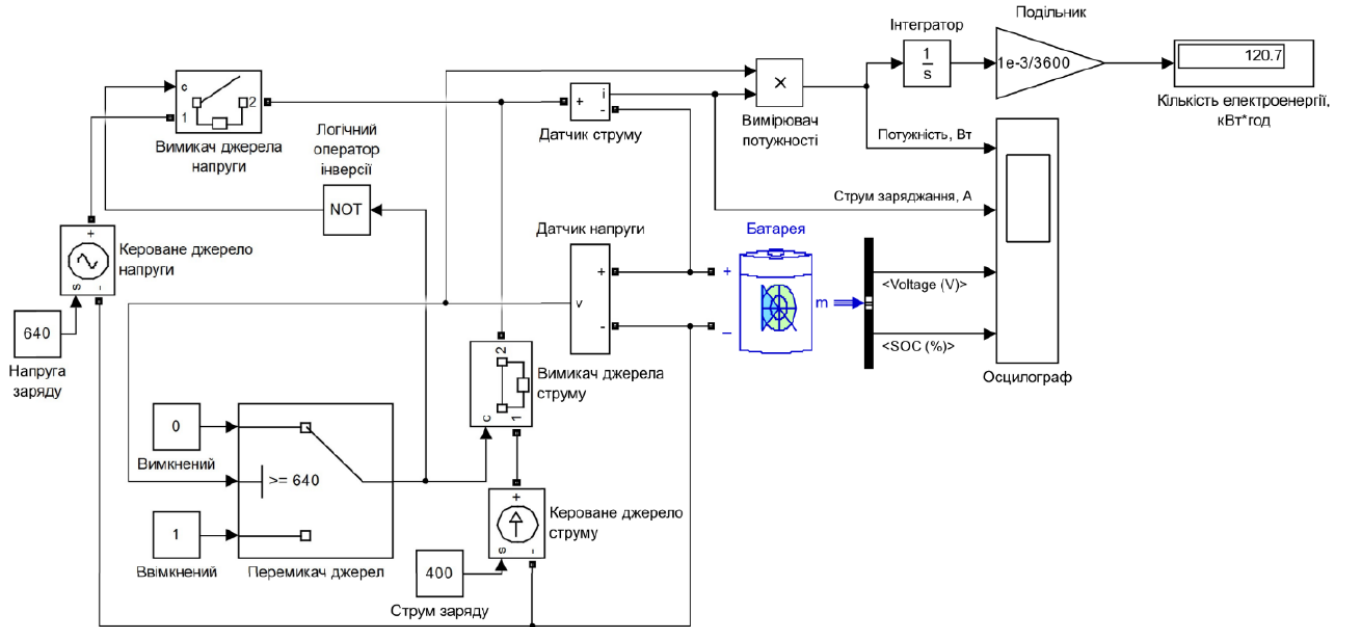 Подільник
Інтегратор
1
s
1e-3/3600
120.7
Кількість електроенергії,
кВт*год
c
1
2
Вимикач джерела
напруги
+
i
-
Датчик струму
×
Вимірювач
потужності
Потужність, Вт
Логічний
оператор
інверсії
NOT
Струм заряджання, А
+
s
-
Кероване джерело
напруги
Датчик напруги
v
+
-
Батарея
+
–
m
<Voltage (V)>
<SOC (%)>
Осцилограф
640
Напруга
заряду
2
c
1
Вимикач джерела
струму
0
Вимкнений
>= 640
1
Ввімкнений
Перемикач джерел
+
s
-
Кероване джерело
струму
400
Струм заряду